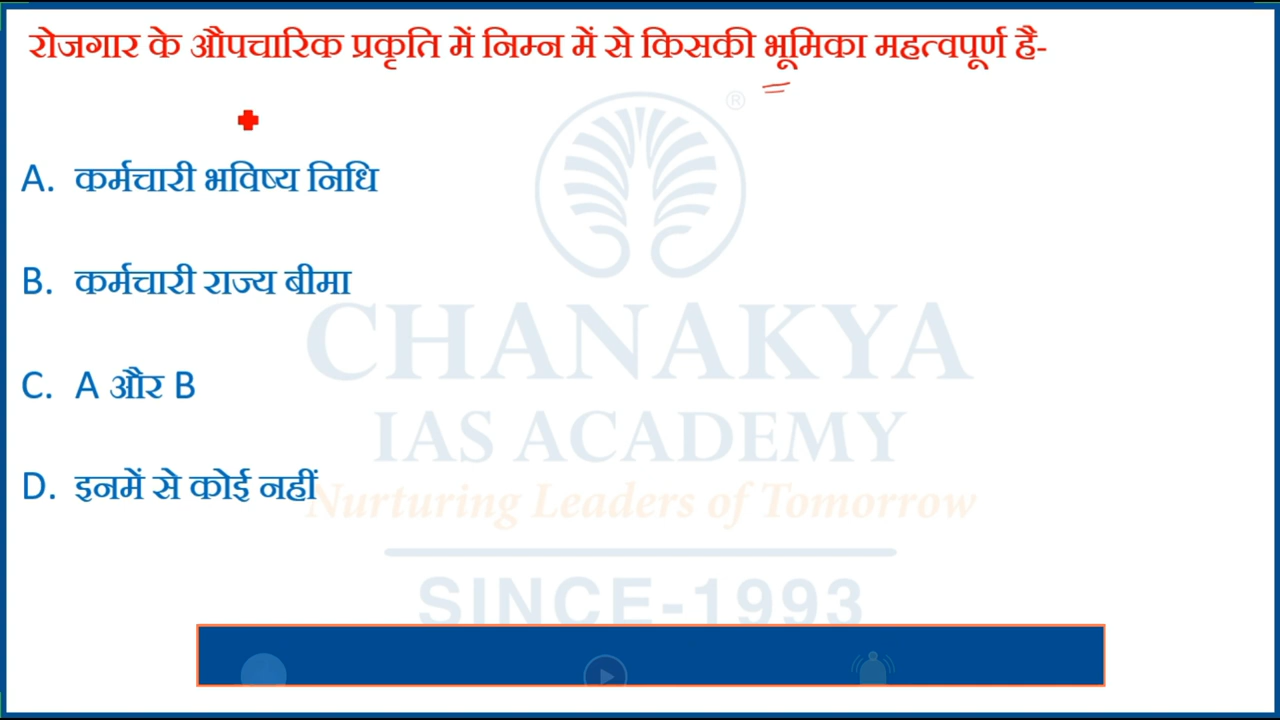 रोजगार के औपचारिक प्रकृति में निम्न में से किसकी भूमिका महत्वपूर्ण है-
®
A. कर्मचारी भविष्य निधि
B. कर्मचारी राज्य बीमा
CHANAKYA
C. A और B
IAS ACADEMY
D. इनमें से कोई नहीं
Nurturing Leaders of Tomorrow
SINCE-1993